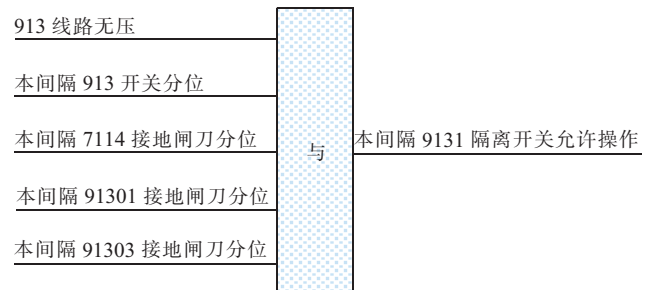 913 线路无压
本间隔 913 开关分位
本间隔 7114 接地闸刀分位
本间隔 91301 接地闸刀分位
本间隔 91303 接地闸刀分位
与
本间隔 9131 隔离开关允许操作